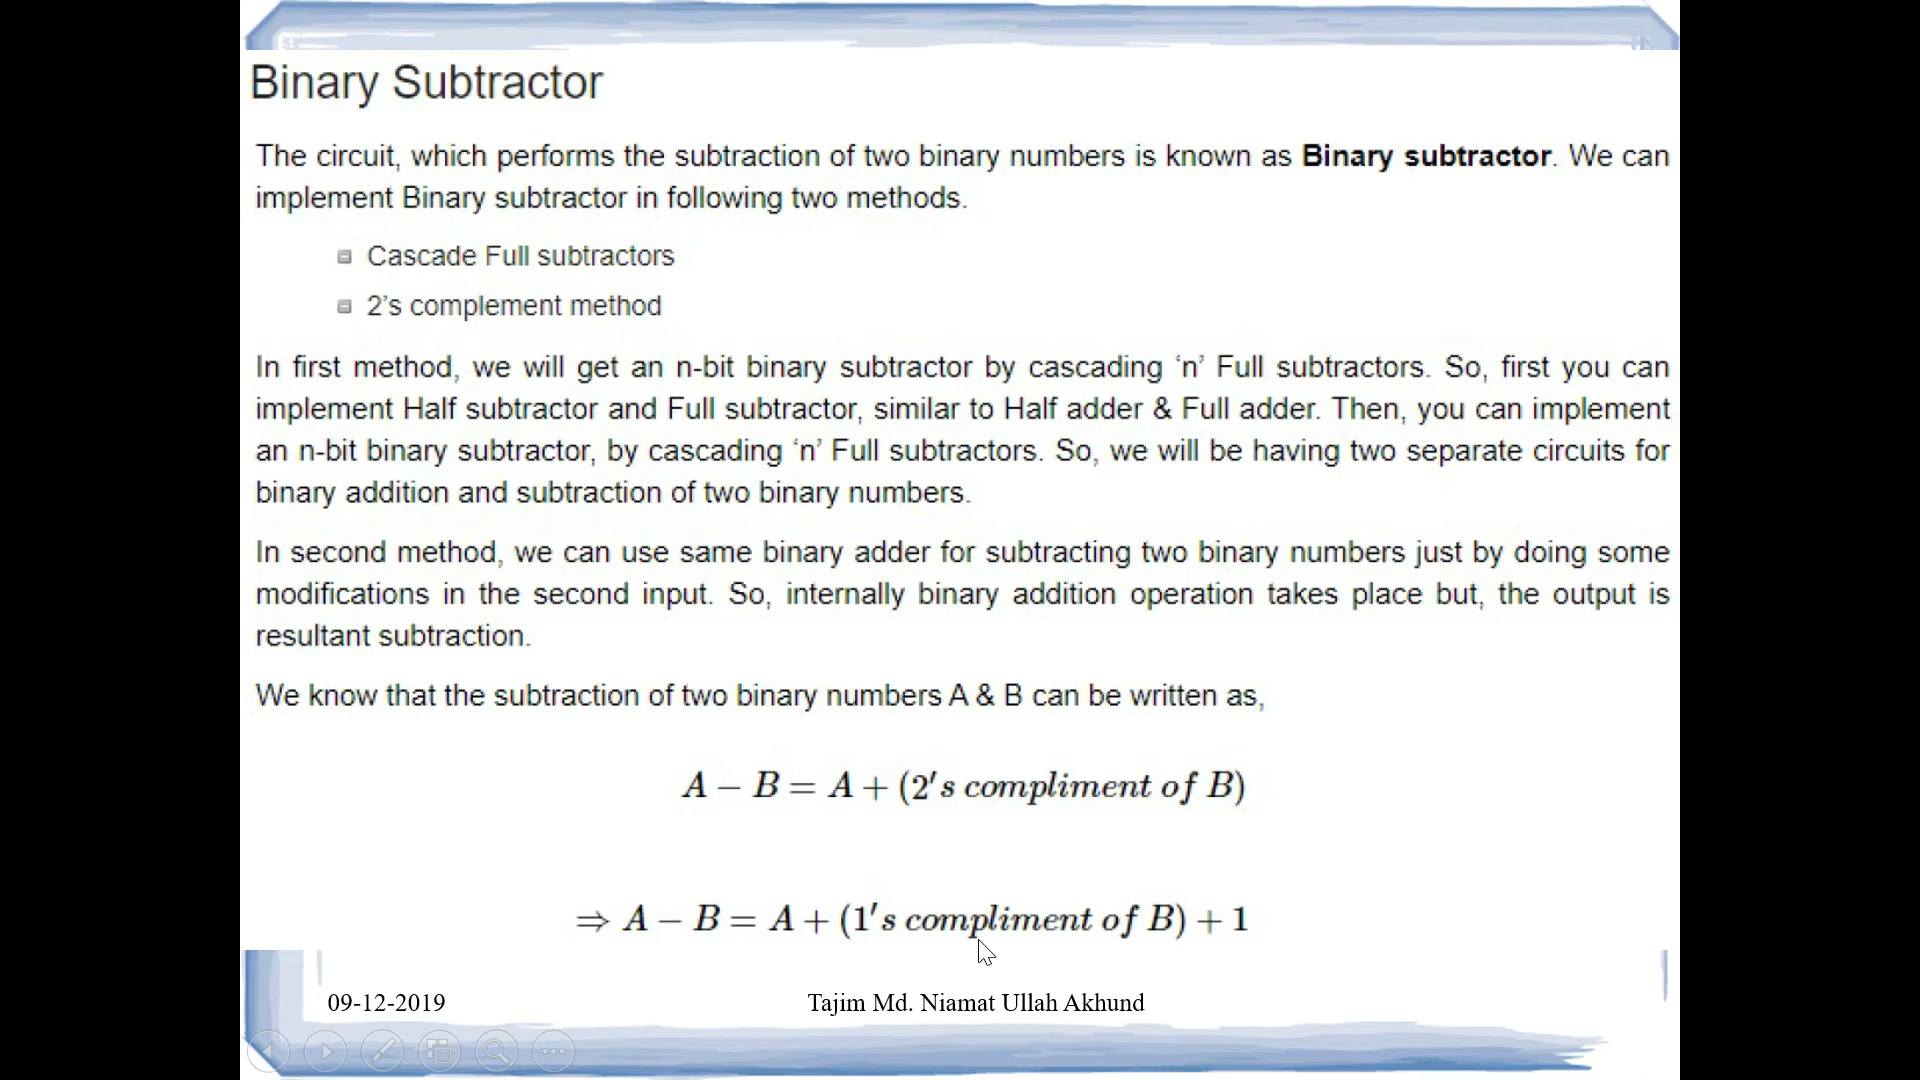 Binary Subtractor
The circuit, which performs the subtraction of two binary numbers is known as Binary subtractor. We can
implement Binary subtractor in following two methods.
Cascade Full subtractors
2’s complement method
In first method, we will get an n-bit binary subtractor by cascading ‘n’ Full subtractors. So, first you can
implement Half subtractor and Full subtractor, similar to Half adder & Full adder. Then, you can implement
an n-bit binary subtractor, by cascading ‘n’ Full subtractors. So, we will be having two separate circuits for
binary addition and subtraction of two binary numbers.
In second method, we can use same binary adder for subtracting two binary numbers just by doing some
modifications in the second input. So, internally binary addition operation takes place but, the output is
resultant subtraction.
We know that the subtraction of two binary numbers A & B can be written as,
A − B = A + (2′s compliment of B)
⇒ A − B = A + (1′s compliment of B) + 1
09-12-2019
Tajim Md. Niamat Ullah Akhund